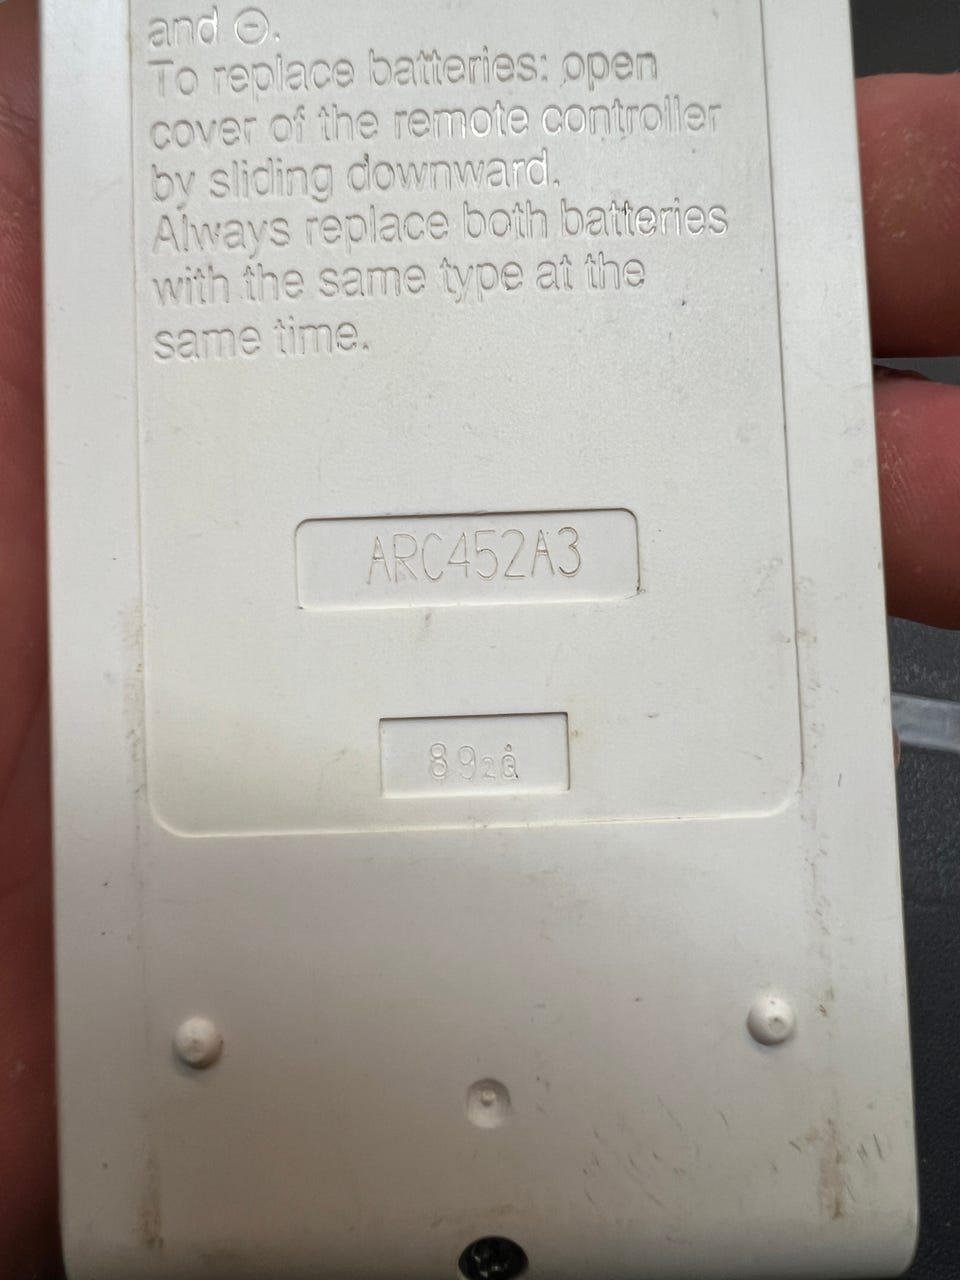 and ⊖.
To replace batteries: open
cover of the remote controller
by sliding downward.
Always replace both batteries
with the same type at the
same time.
ARC452A3